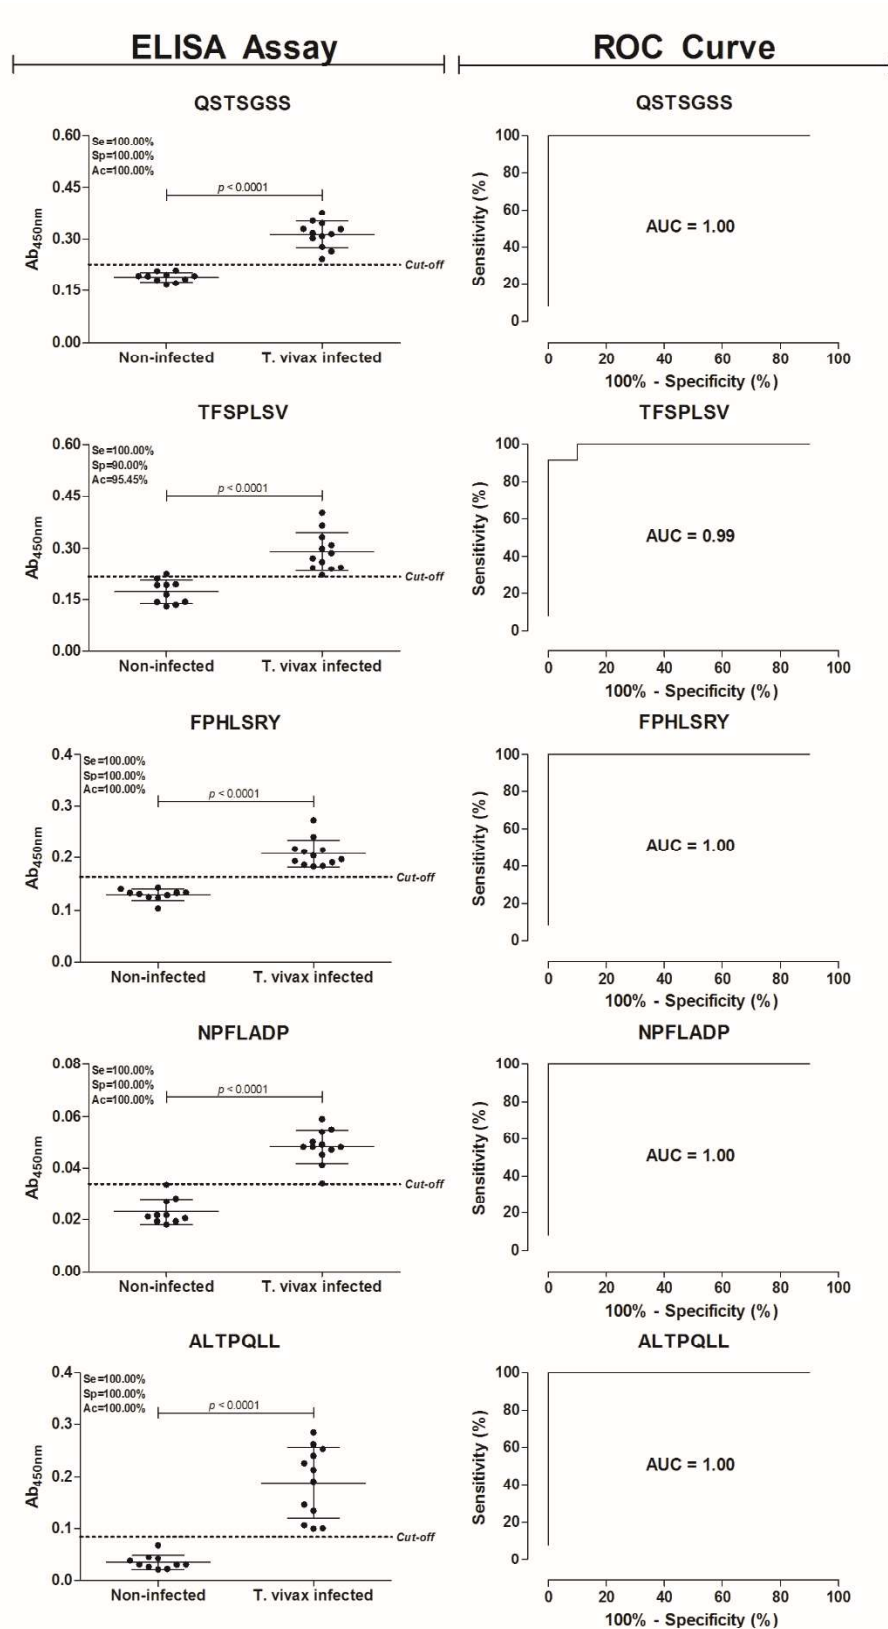 ELISA Assay
ROC Curve
QSTSGSS
0.60
0.45
0.30
0.15
0.00
Ab450nm
Se=100.00%
Sp=100.00%
Ac=100.00%
p < 0.0001
Cut-off
Non-infected
T. vivax infected
QSTSGSS
100
80
60
40
20
0
Sensitivity (%)
AUC = 1.00
0 20 40 60 80 100
100% - Specificity (%)
TFSPLSV
0.60
0.45
0.30
0.15
0.00
Ab450nm
Se=100.00%
Sp=90.00%
Ac=95.45%
p < 0.0001
Cut-off
Non-infected
T. vivax infected
TFSPLSV
100
80
60
40
20
0
Sensitivity (%)
AUC = 0.99
0 20 40 60 80 100
100% - Specificity (%)
FPHLSRY
0.4
0.3
0.2
0.1
0.0
Ab450nm
Se=100.00%
Sp=100.00%
Ac=100.00%
p < 0.0001
Cut-off
Non-infected
T. vivax infected
FPHLSRY
100
80
60
40
20
0
Sensitivity (%)
AUC = 1.00
0 20 40 60 80 100
100% - Specificity (%)
NPFLADP
0.08
0.06
0.04
0.02
0.00
Ab450nm
Se=100.00%
Sp=100.00%
Ac=100.00%
p < 0.0001
Cut-off
Non-infected
T. vivax infected
NPFLADP
100
80
60
40
20
0
Sensitivity (%)
AUC = 1.00
0 20 40 60 80 100
100% - Specificity (%)
ALTPQLL
0.4
0.3
0.2
0.1
0.0
Ab450nm
Se=100.00%
Sp=100.00%
Ac=100.00%
p < 0.0001
Cut-off
Non-infected
T. vivax infected
ALTPQLL
100
80
60
40
20
0
Sensitivity (%)
AUC = 1.00
0 20 40 60 80 100
100% - Specificity (%)